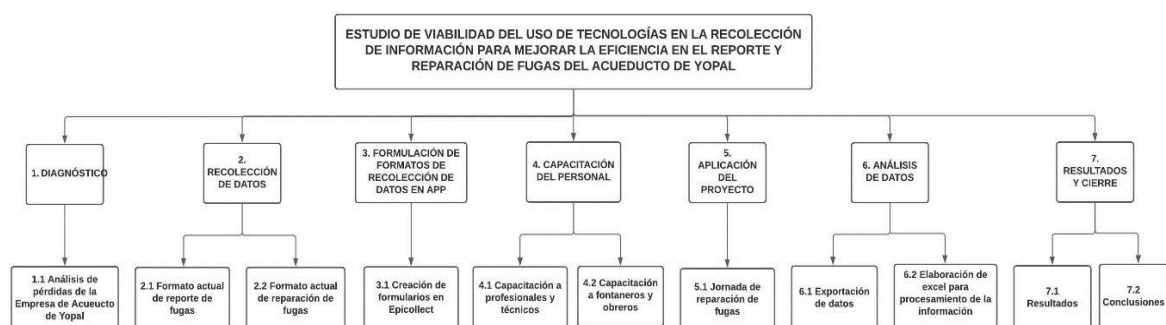 ESTUDIO DE VIABILIDAD DEL USO DE TECNOLOGÍAS EN LA RECOLECCIÓN
DE INFORMACIÓN PARA MEJORAR LA EFICIENCIA EN EL REPORTE Y
REPARACIÓN DE FUGAS DEL ACUEDUCTO DE YOPAL
1. DIAGNÓSTICO
2.
RECOLECCIÓN
DE DATOS
3. FORMULACIÓN DE
FORMATOS DE
RECOLECCIÓN DE
DATOS EN APP
4. CAPACITACIÓN
DEL PERSONAL
5.
APLICACIÓN
DEL
PROYECTO
6. ANÁLISIS
DE DATOS
7.
RESULTADOS
Y CIERRE
1.1 Análisis de
pérdidas de la
Empresa de Acueucto
de Yopal
2.1 Formato actual
de reporte de
fugas
2.2 Formato actual
de reparación de
fugas
3.1 Creación de
formularios en
Epicollect
4.1 Capacitación a
profesionales y
técnicos
4.2 Capacitación
a fontaneros y
obreros
5.1 Jornada de
reparación de
fugas
6.1 Exportación
de datos
6.2 Elaboración de
excel para
procesamiento de la
información
7.1
Resultados
7.2
Conclusiones